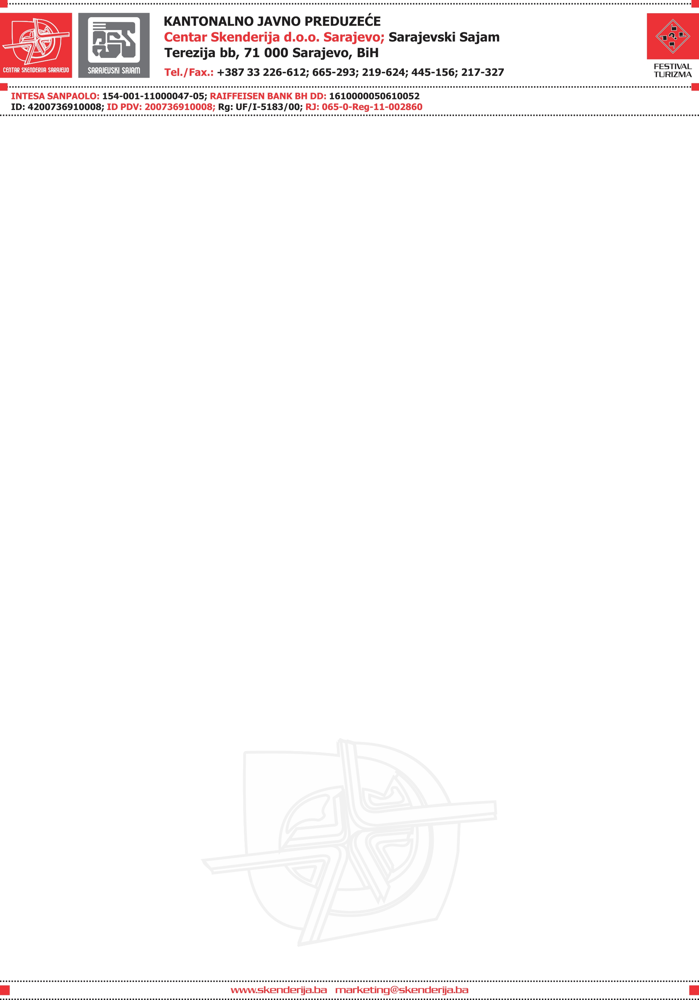 CENTAR SKENDERIJA SARAJEVO
SARAJEVSKI SAJAM
KANTONALNO JAVNO PREDUZEĆE
Centar Skenderija d.o.o. Sarajevo; Sarajevski Sajam
Terezija bb, 71 000 Sarajevo, BiH
Tel./Fax.: +387 33 226-612; 665-293; 219-624; 445-156; 217-327
FESTIVAL
TURIZMA
INTESA SANPAOLO: 154-001-11000047-05; RAIFFEISEN BANK BH DD: 1610000050610052
ID: 4200736910008; ID PDV: 200736910008; Rg: UF/I-5183/00; RJ: 065-0-Reg-11-002860
www.skenderija.ba marketing@skenderija.ba